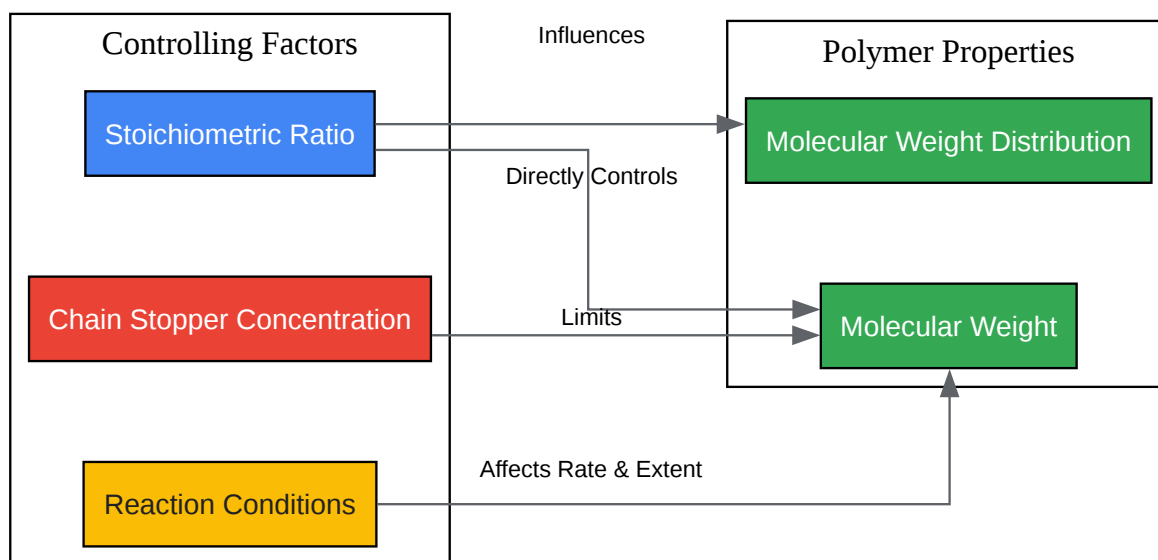 Controlling Factors
Influences
Polymer Properties
Stoichiometric Ratio
Molecular Weight Distribution
Directly Controls
Chain Stopper Concentration
Limits
Molecular Weight
Affects Rate & Extent
Reaction Conditions